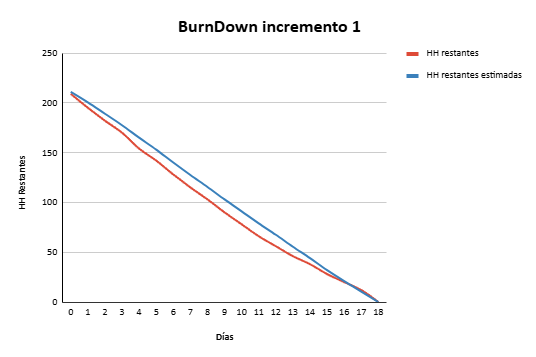 BurnDown incremento 1
HH restantes
HH restantes estimadas
HH Restantes
250
200
150
100
50
0
0 1 2 3 4 5 6 7 8 9 10 11 12 13 14 15 16 17 18
Días